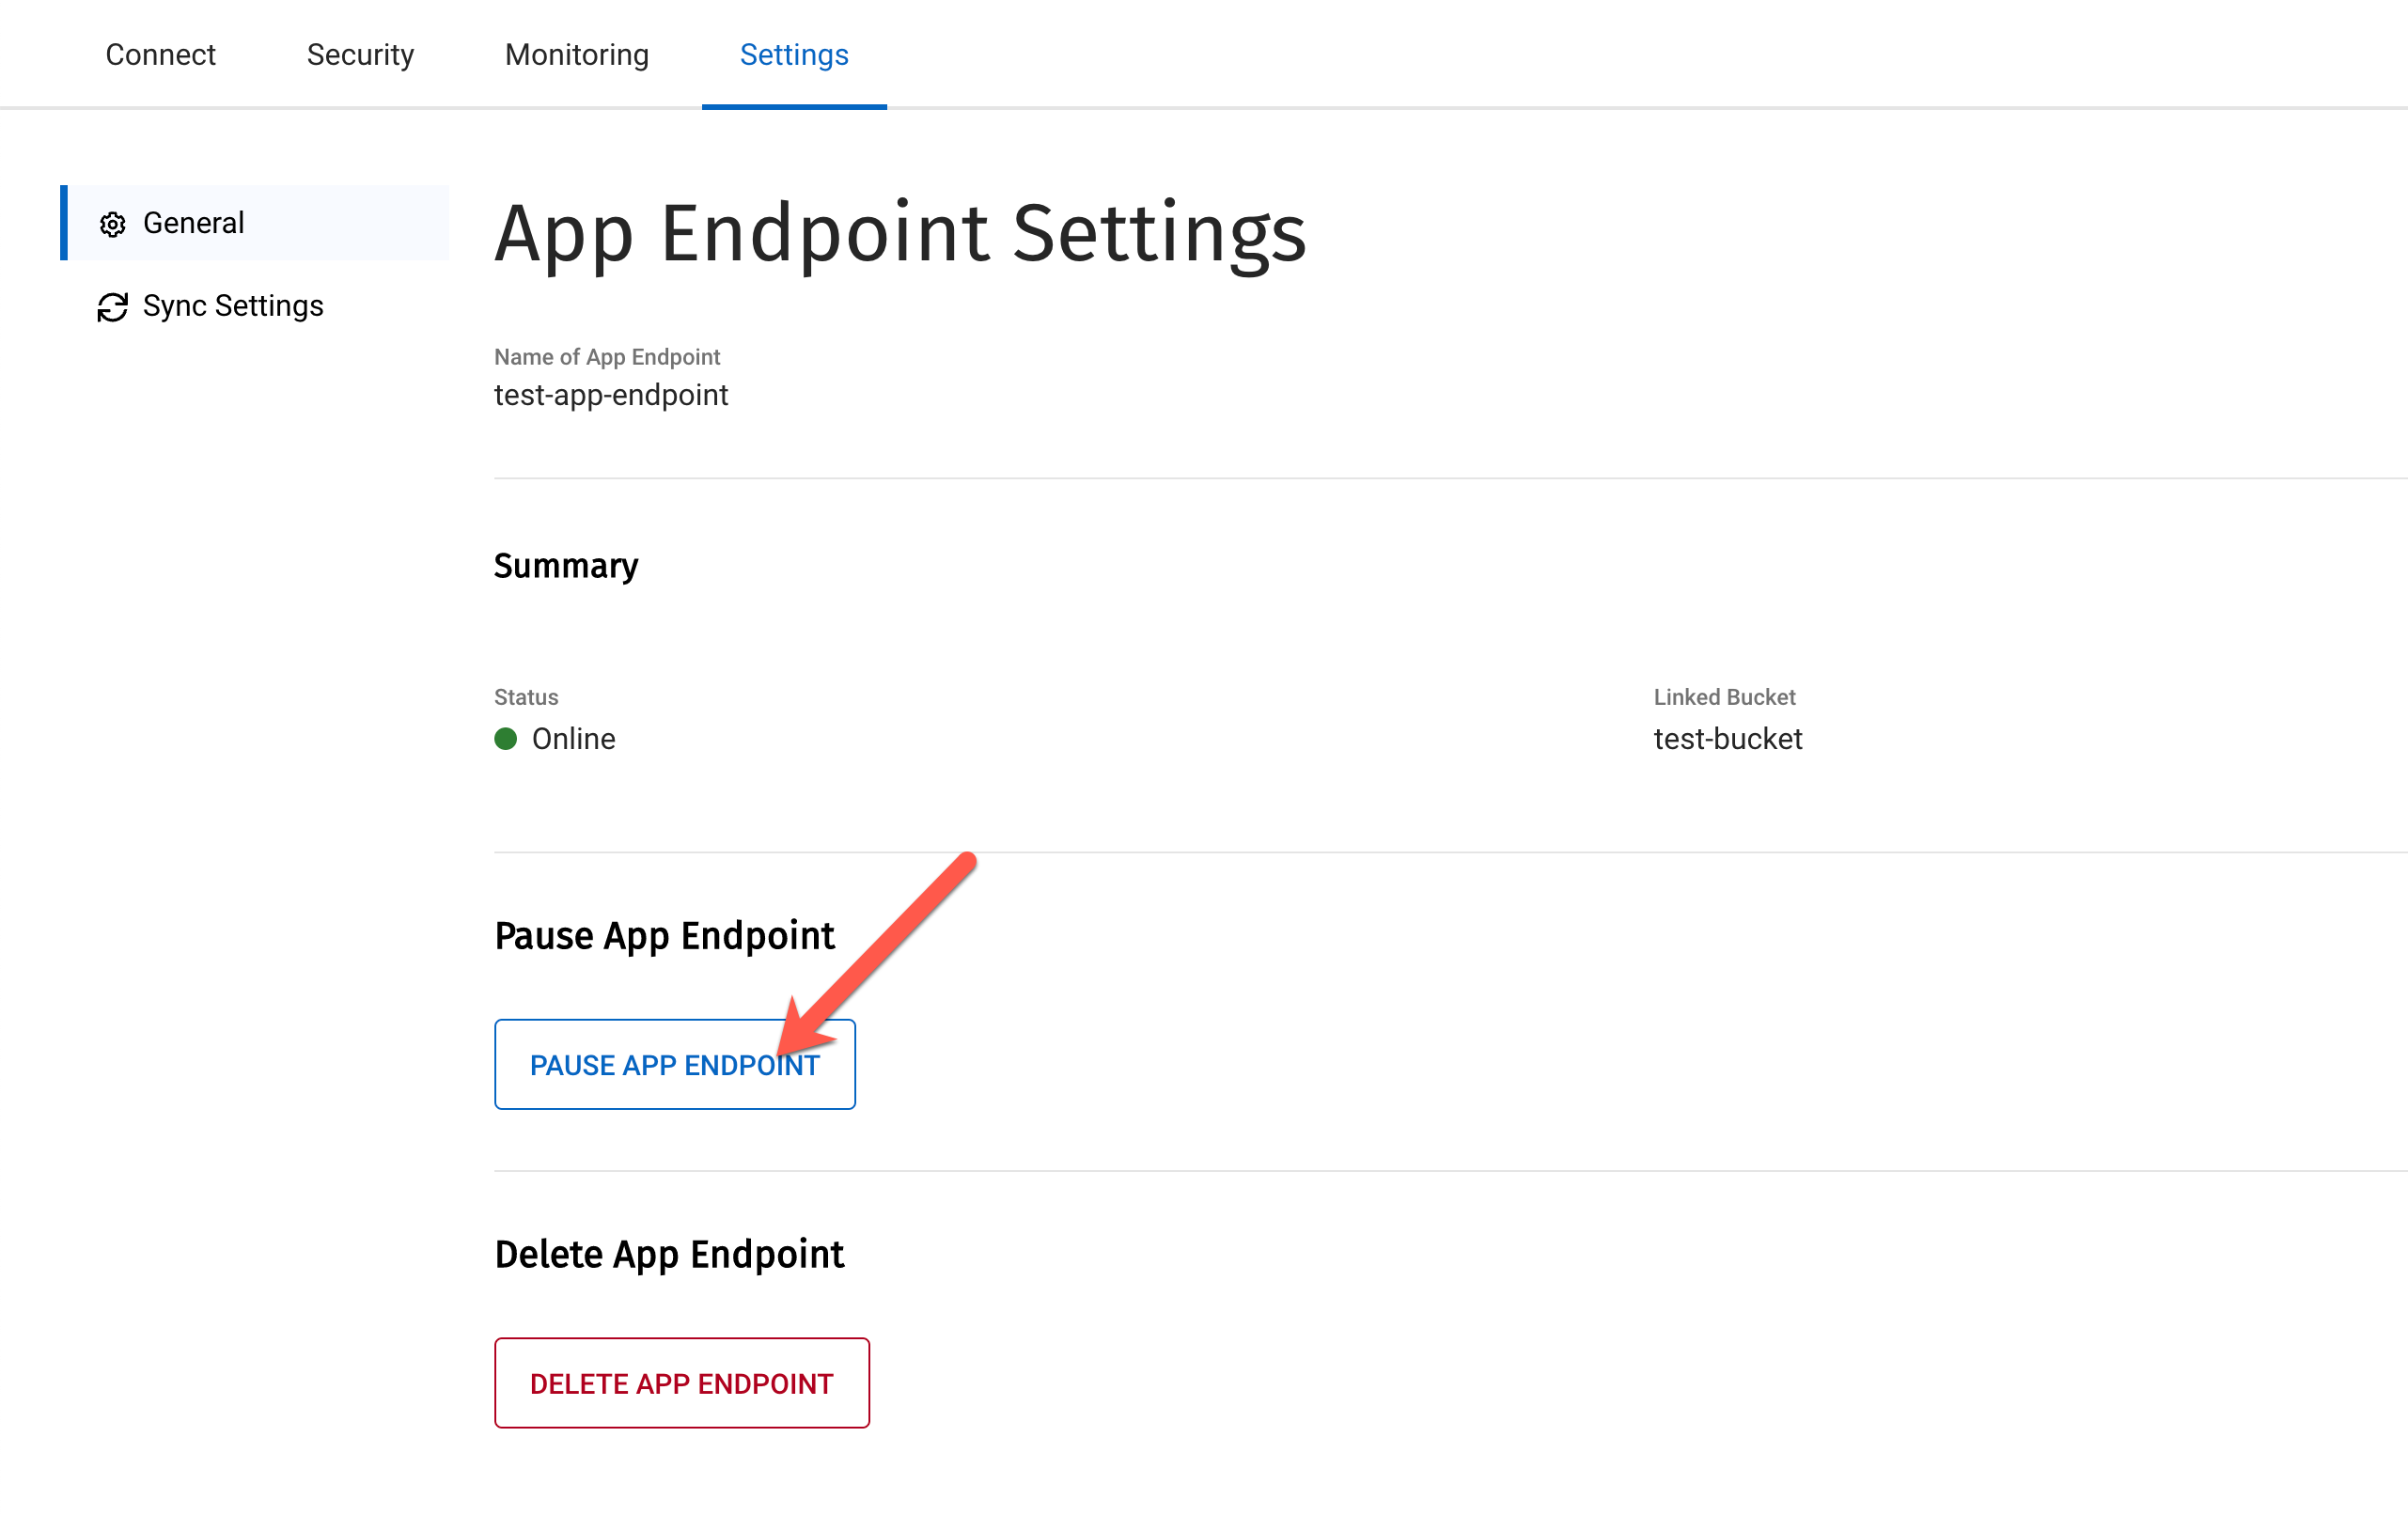 Connect Security Monitoring Settings
General
Sync Settings
App Endpoint Settings
Name of App Endpoint
test-app-endpoint
Summary
Status
Online
Linked Bucket
test-bucket
Pause App Endpoint
PAUSE APP ENDPOINT
Delete App Endpoint
DELETE APP ENDPOINT